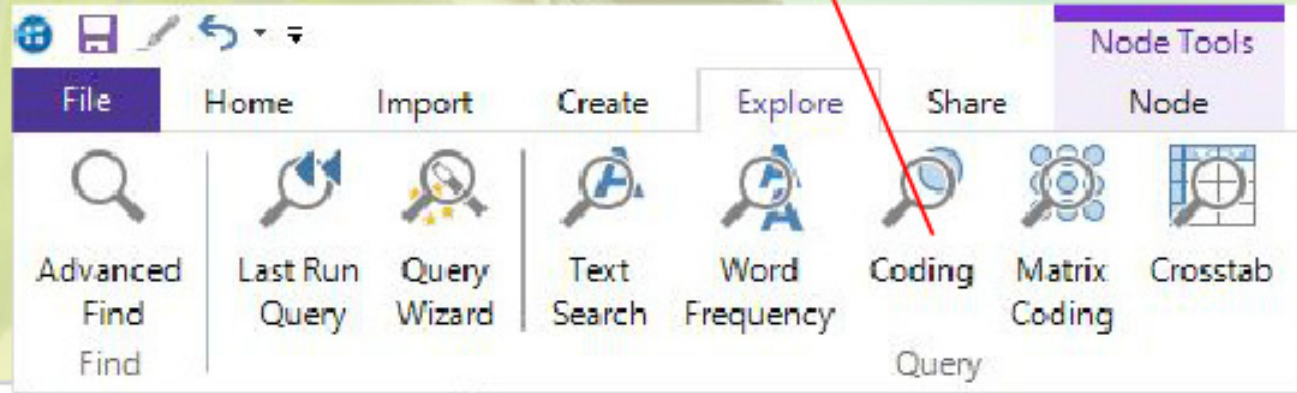 Node Tools
File Home Import Create Explore Share Node
Advanced Find
Last Run Query
Query Wizard
Text Search
Word Frequency
Coding
Matrix Coding
Crosstab
Find
Query